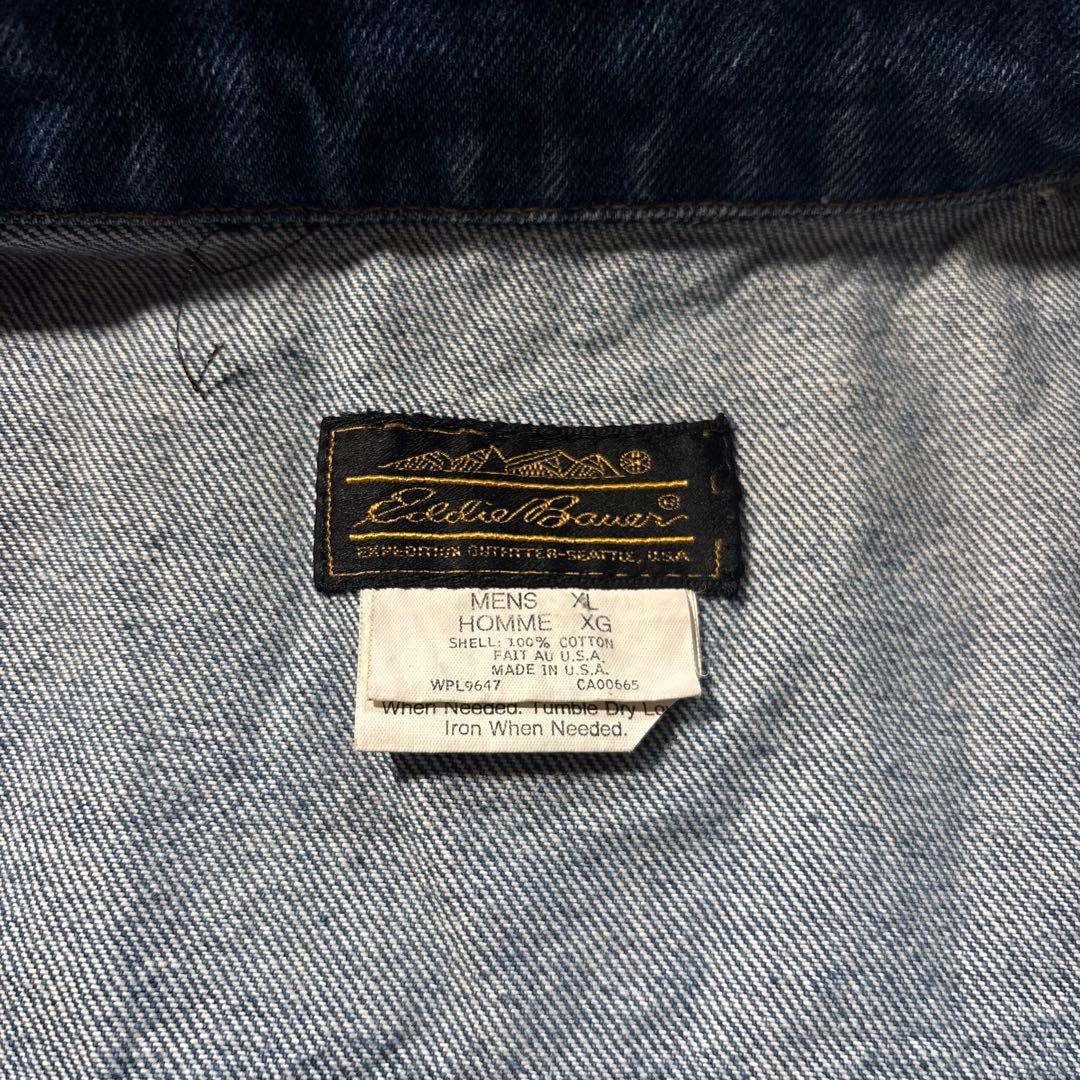 Eddie Bauer ®
EXPEDITION OUTFITTER-SEATTLE, U.S.A.
MENS XL
HOMME XG
SHELL: 100% COTTON
FAIT AU U.S.A.
MADE IN U.S.A.
WPL9647 CA00665
When Needed. Tumble Dry Low
Iron When Needed.